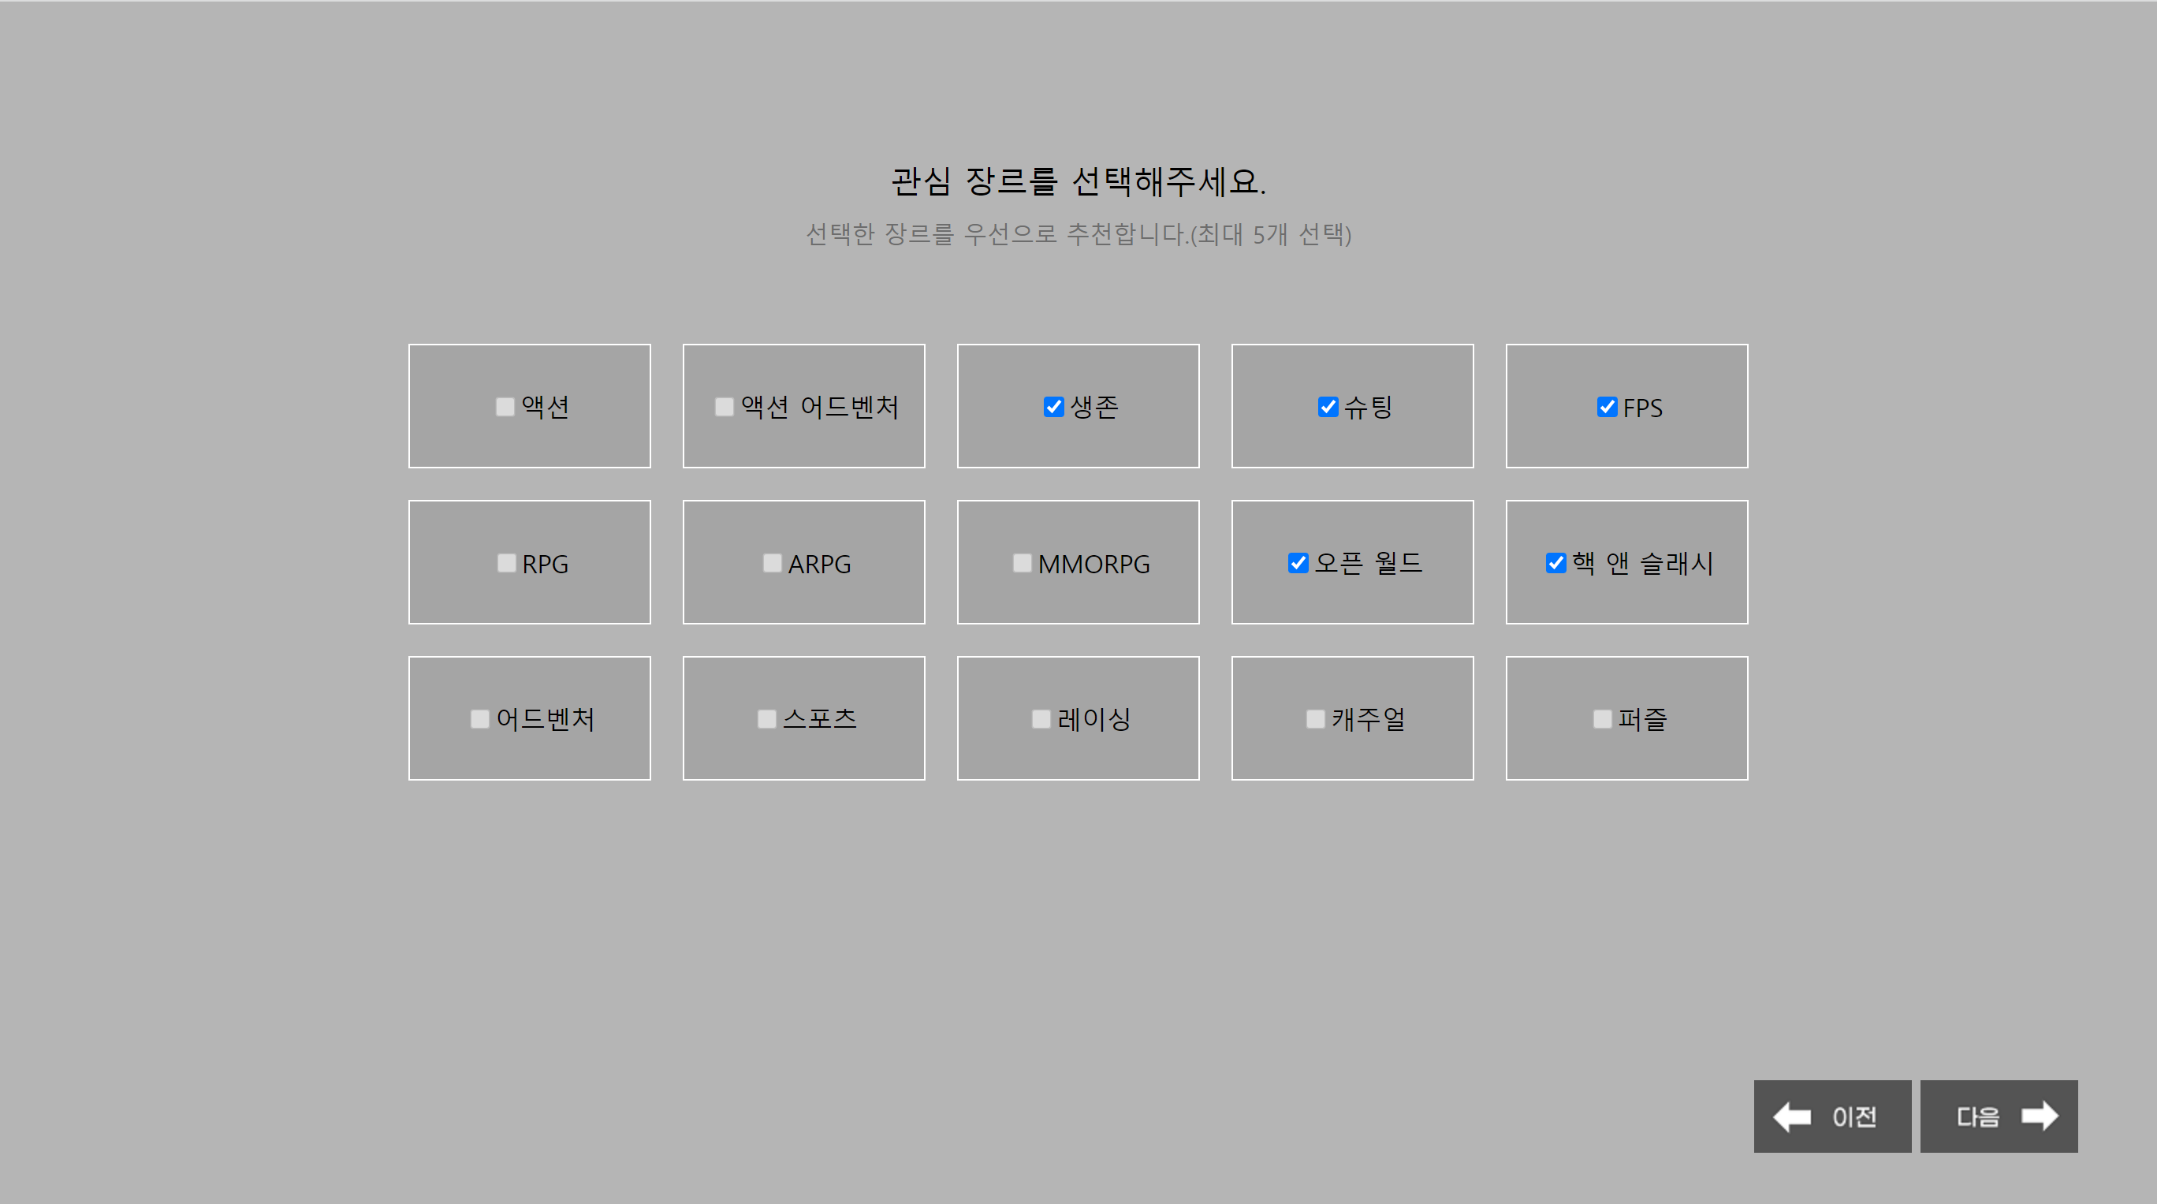 관심 장르를 선택해주세요.
선택한 장르를 우선으로 추천합니다.(최대 5개 선택)
액션
액션 어드벤처
생존
슈팅
FPS
RPG
ARPG
MMORPG
오픈 월드
핵 앤 슬래시
어드벤처
스포츠
레이싱
캐주얼
퍼즐
이전
다음